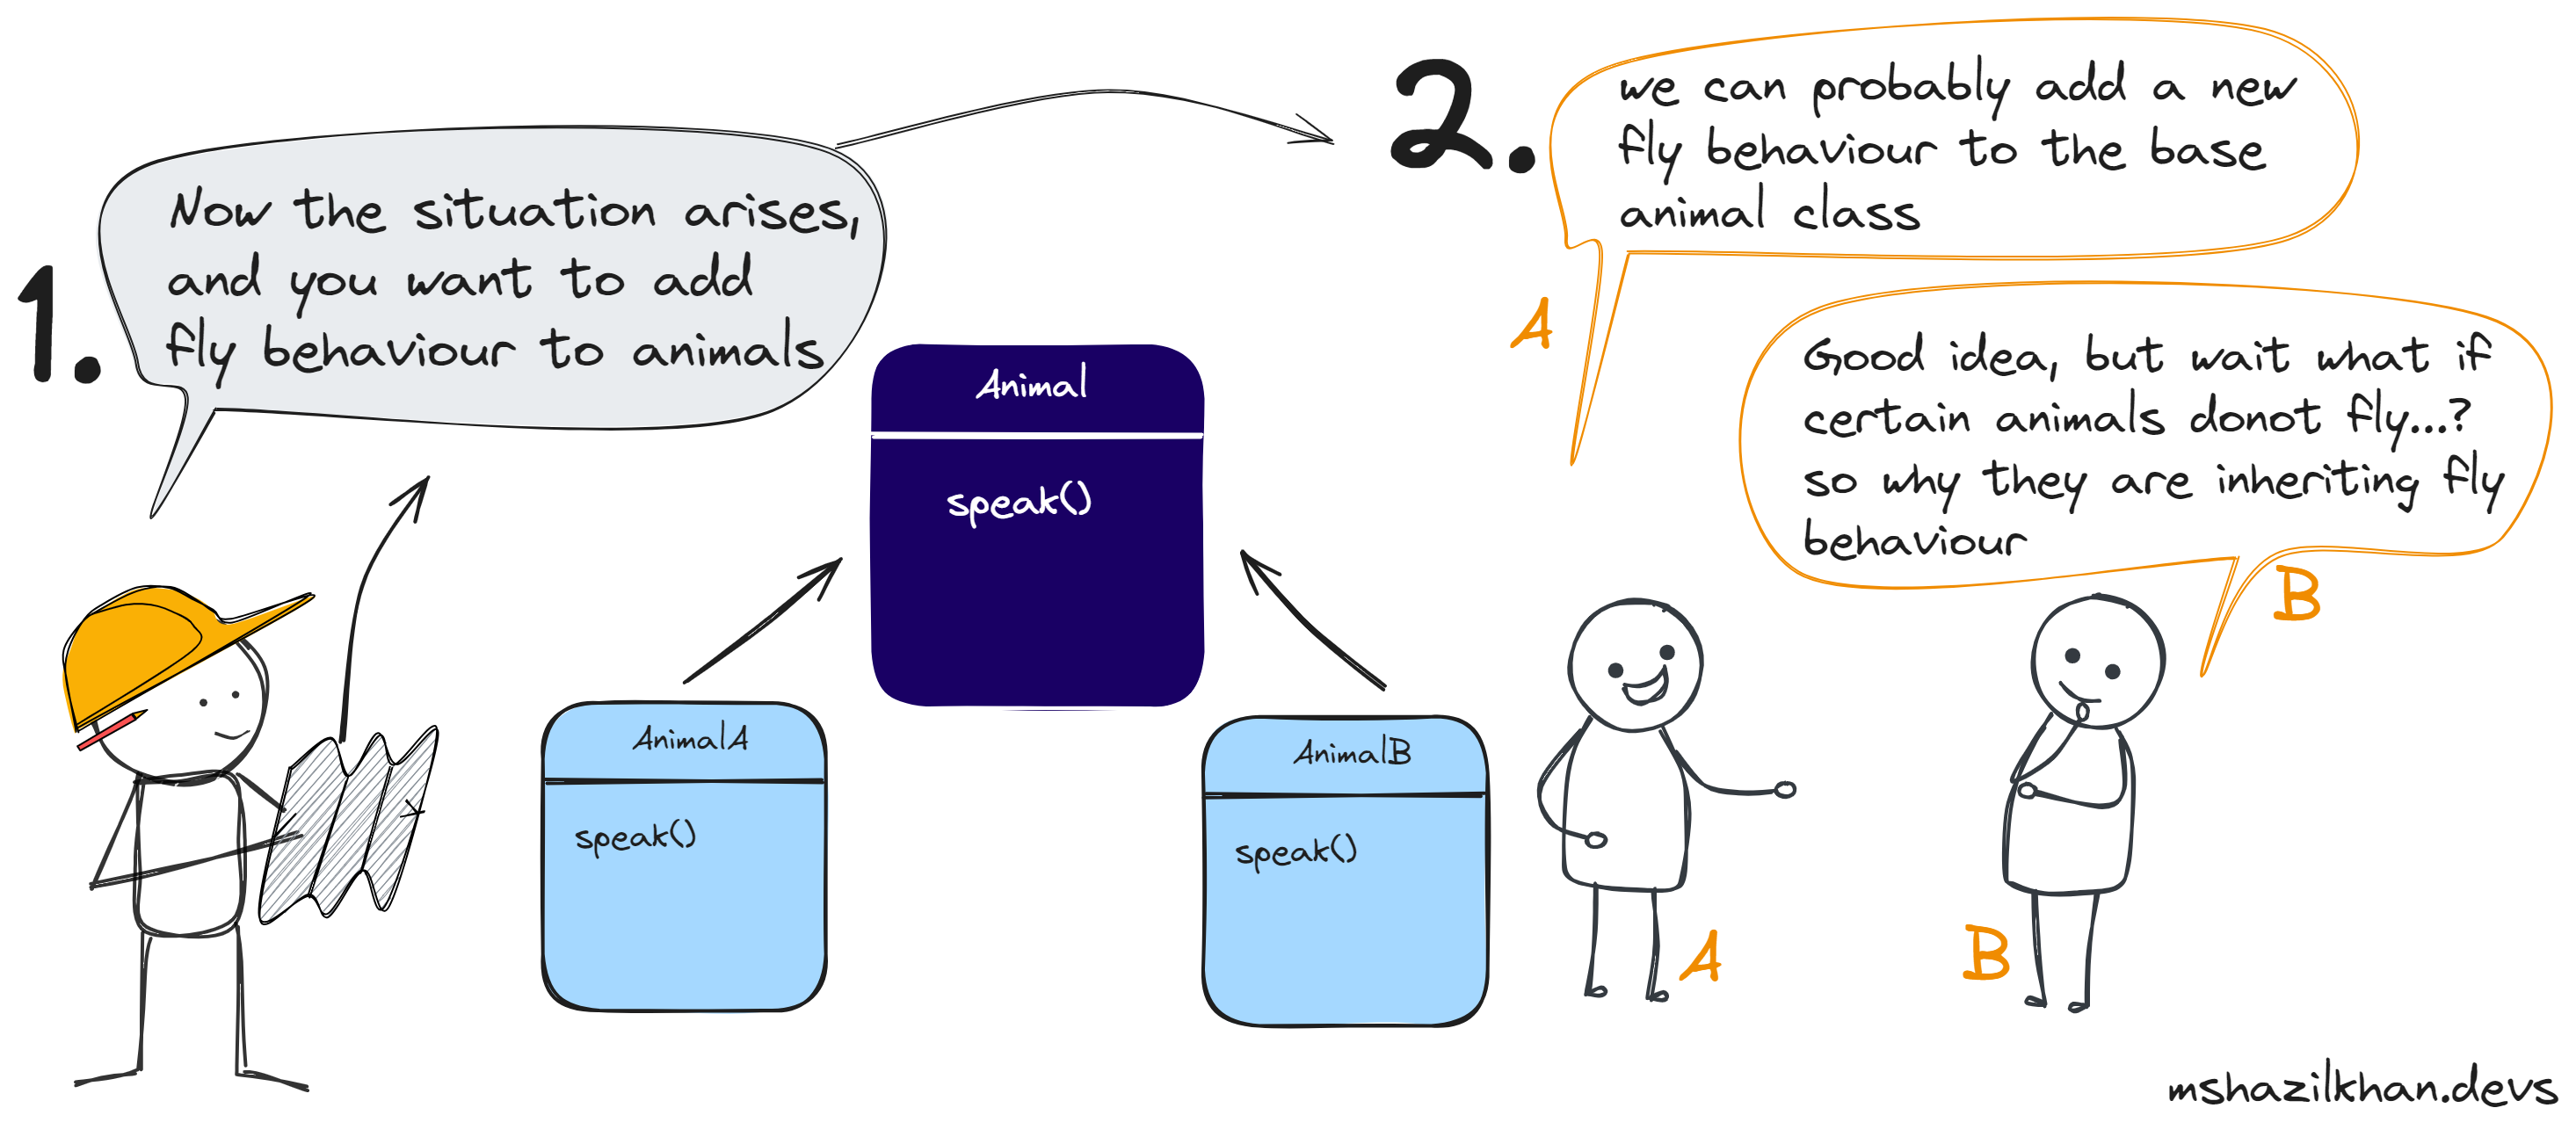 1.
Now the situation arises,
and you want to add
fly behaviour to animals
2.
we can probably add a new
fly behaviour to the base
animal class
A
Good idea, but wait what if
certain animals donot fly...?
so why they are inheriting fly
behaviour
B
Animal
speak()
AnimalA
speak()
AnimalB
speak()
A
B
mshazilkhan.devs